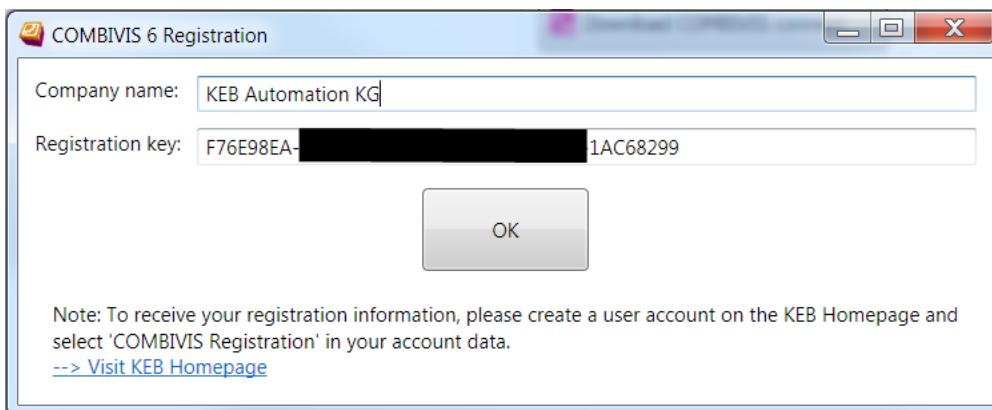 COMBIVIS 6 Registration
Company name: KEB Automation KG
Registration key: F76E98EA- -1AC68299
OK
Note: To receive your registration information, please create a user account on the KEB Homepage and
select 'COMBIVIS Registration' in your account data.
--> Visit KEB Homepage